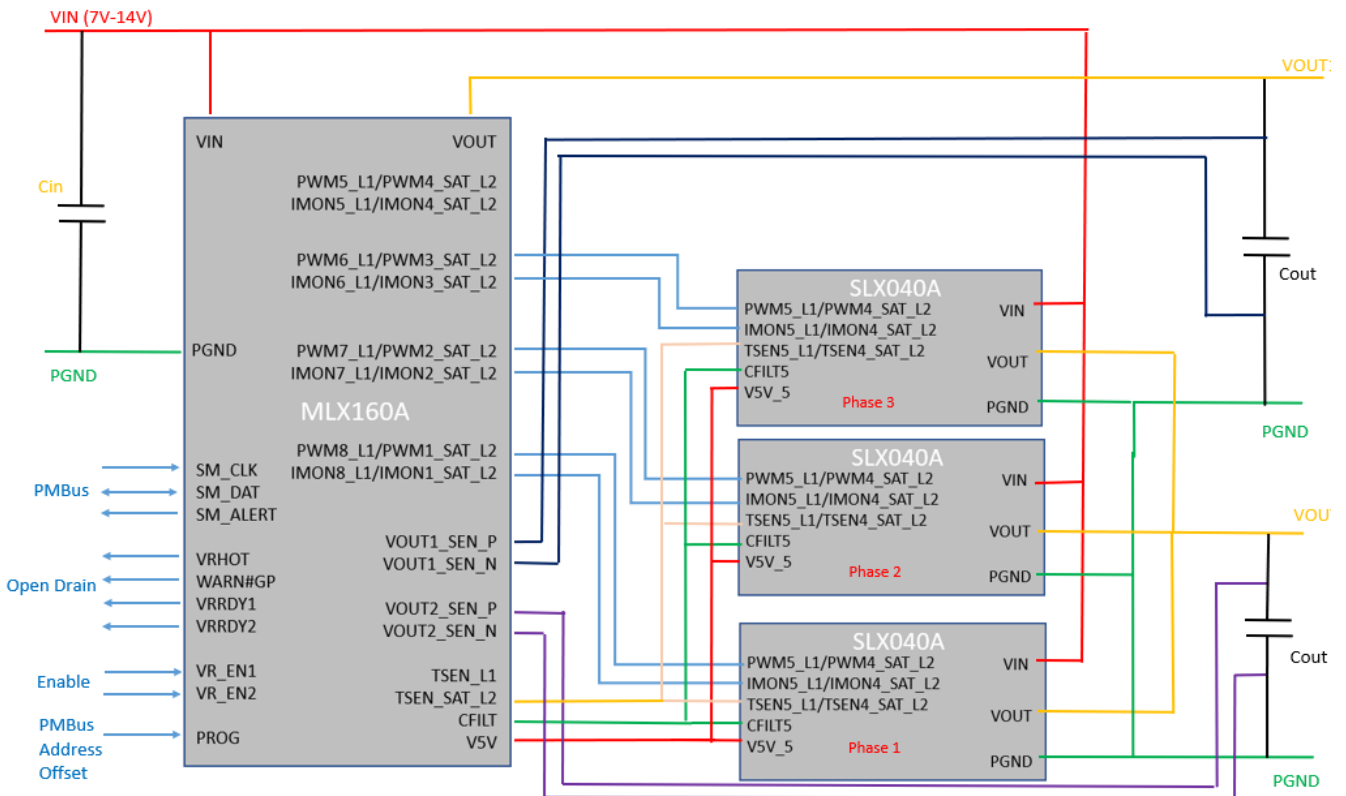 VIN (7V-14V)
VOUT:
VIN
VOUT
PWM5_L1/PWM4_SAT_L2
IMON5_L1/IMON4_SAT_L2
Cin
PWM6_L1/PWM3_SAT_L2
IMON6_L1/IMON3_SAT_L2
PGND
PGND
PWM7_L1/PWM2_SAT_L2
IMON7_L1/IMON2_SAT_L2
MLX160A
PWM8_L1/PWM1_SAT_L2
IMON8_L1/IMON1_SAT_L2
PMBus
SM_CLK
SM_DAT
SM_ALERT
VOUT1_SEN_P
VOUT1_SEN_N
Open Drain
VRHOT
WARN#GP
VRRDY1
VRRDY2
VOUT2_SEN_P
VOUT2_SEN_N
Enable
VR_EN1
VR_EN2
TSEN_L1
TSEN_SAT_L2
CFILT
V5V
PMBus
Address
Offset
PROG
SLX040A
PWM5_L1/PWM4_SAT_L2
IMON5_L1/IMON4_SAT_L2
TSEN5_L1/TSEN4_SAT_L2
CFILT5
V5V_5
Phase 3
VIN
VOUT
PGND
Cout
PGND
SLX040A
PWM5_L1/PWM4_SAT_L2
IMON5_L1/IMON4_SAT_L2
TSEN5_L1/TSEN4_SAT_L2
CFILT5
V5V_5
Phase 2
VIN
VOUT
PGND
VOU
SLX040A
PWM5_L1/PWM4_SAT_L2
IMON5_L1/IMON4_SAT_L2
TSEN5_L1/TSEN4_SAT_L2
CFILT5
V5V_5
Phase 1
VIN
VOUT
PGND
Cout
PGND